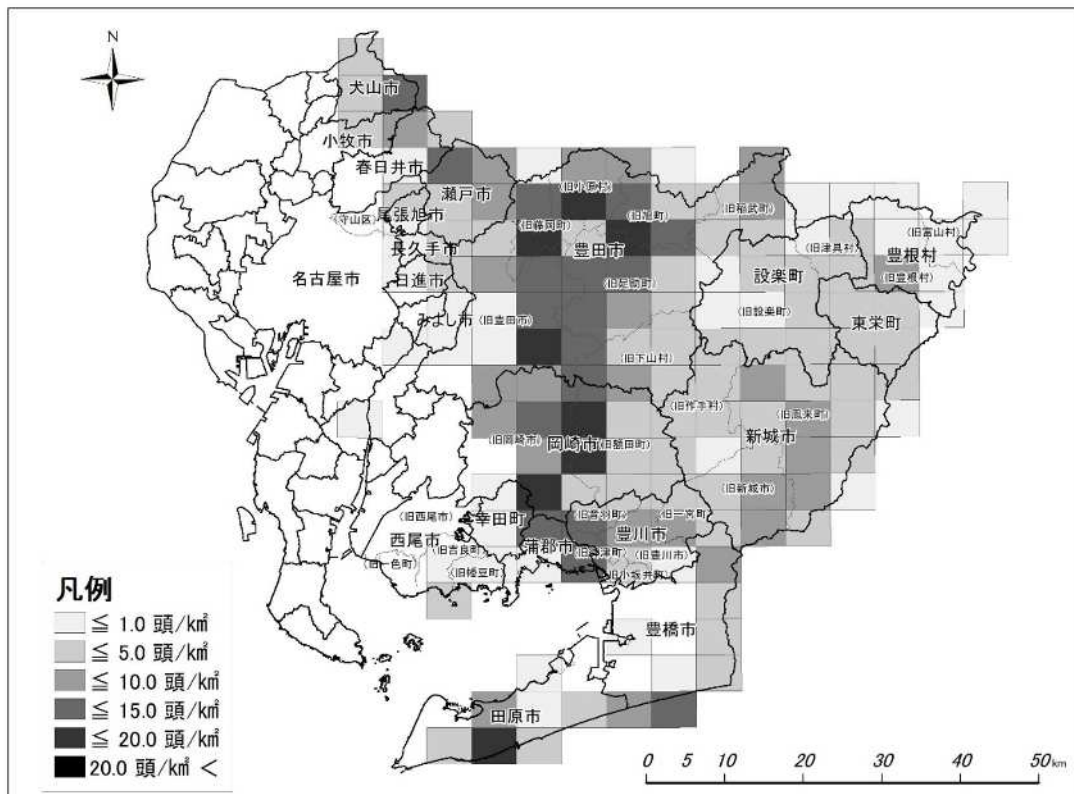 N
犬山市
小牧市
春日井市
瀬戸市
(旧小原村)
(旧稲武町)
尾張旭市
(守山区)
(旧藤岡町)
(旧旭町)
(旧富山村)
長久手市
豊田市
(旧津具村)
豊根村
名古屋市
日進市
(旧足助町)
設楽町
(旧豊根村)
みよし市
(旧豊田市)
(旧設楽町)
東栄町
(旧下山村)
(旧作手村)
(旧鳳来町)
(旧岡崎市)
岡崎市
(旧額田町)
新城市
(旧新城市)
(旧西尾市)
幸田町
(旧音羽町)
(旧一宮町)
西尾市
(旧吉良町)
蒲郡市
豊川市
(旧御津町)
(旧豊川市)
(旧一色町)
(旧幡豆町)
(旧小坂井町)
豊橋市
田原市
凡例
≦ 1.0 頭/k㎡
≦ 5.0 頭/k㎡
≦ 10.0 頭/k㎡
≦ 15.0 頭/k㎡
≦ 20.0 頭/k㎡
20.0 頭/k㎡ <
0 5 10 20 30 40 50 km